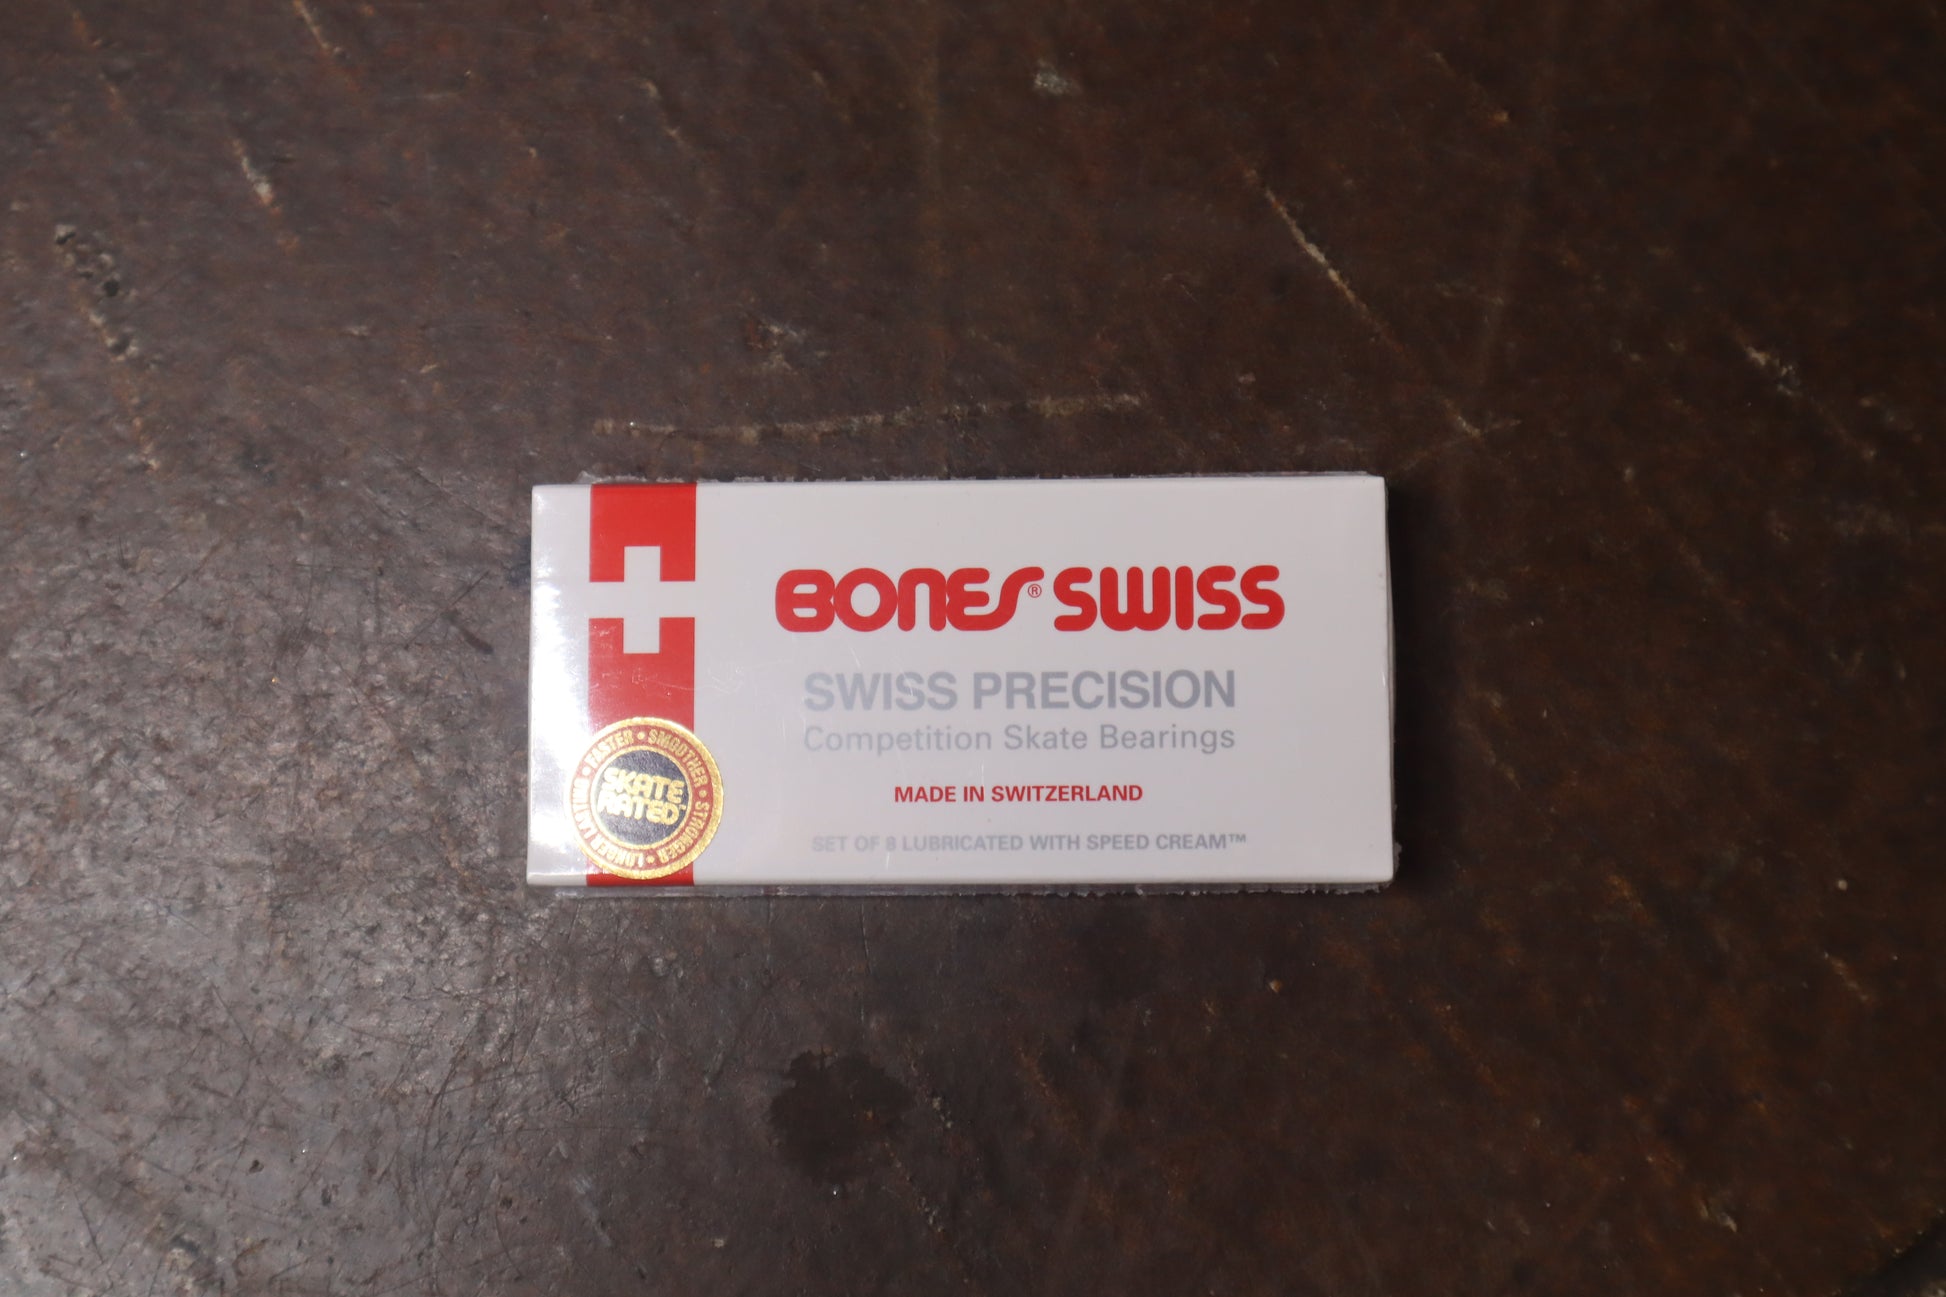 BONES® SWISS
SWISS PRECISION
Competition Skate Bearings
MADE IN SWITZERLAND
SET OF 8 LUBRICATED WITH SPEED CREAM™
FASTER • SMOOTHER • STRONGER • LONGER LASTING •
SKATE
RATED™